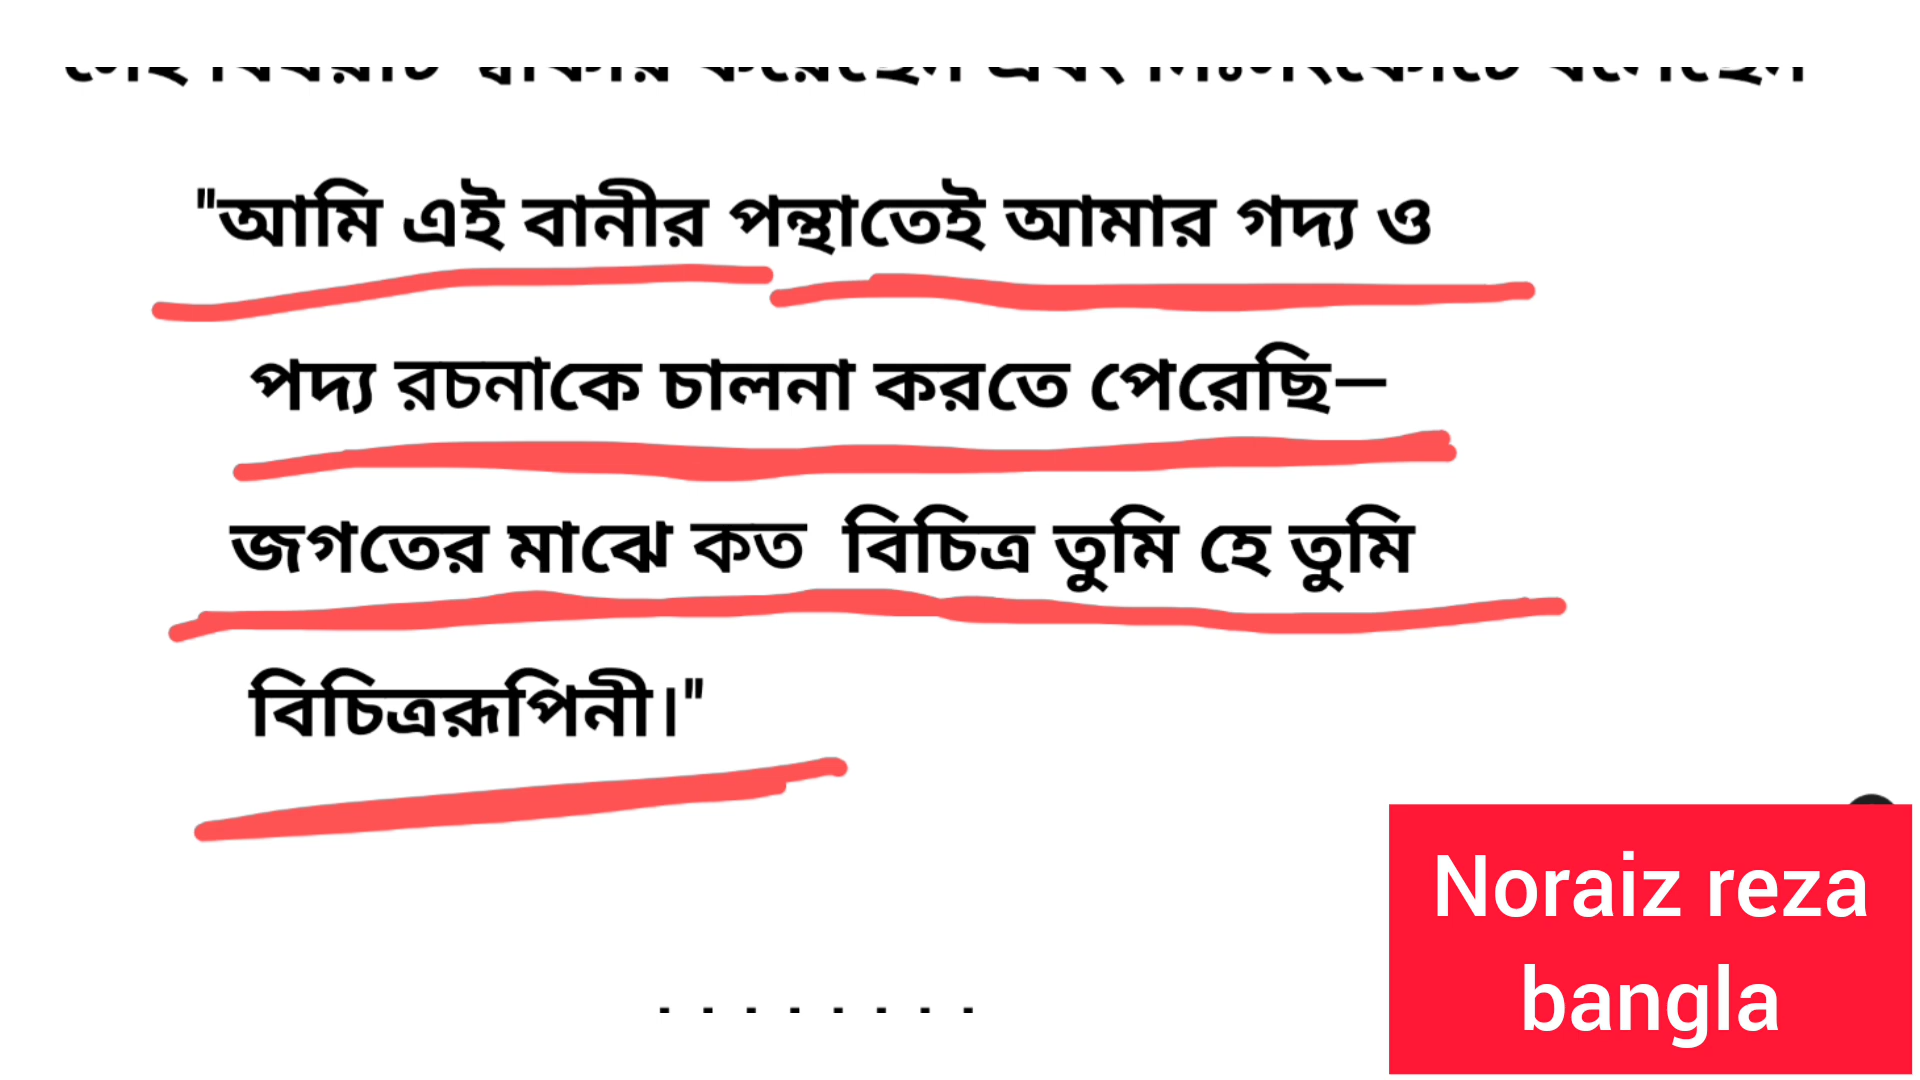 "আমি এই বানীর পন্থাতেই আমার গদ্য ও
পদ্য রচনাকে চালনা করতে পেরেছি—
জগতের মাঝে কত বিচিত্র তুমি হে তুমি
বিচিত্ররূপিনী।"
Noraiz reza
bangla